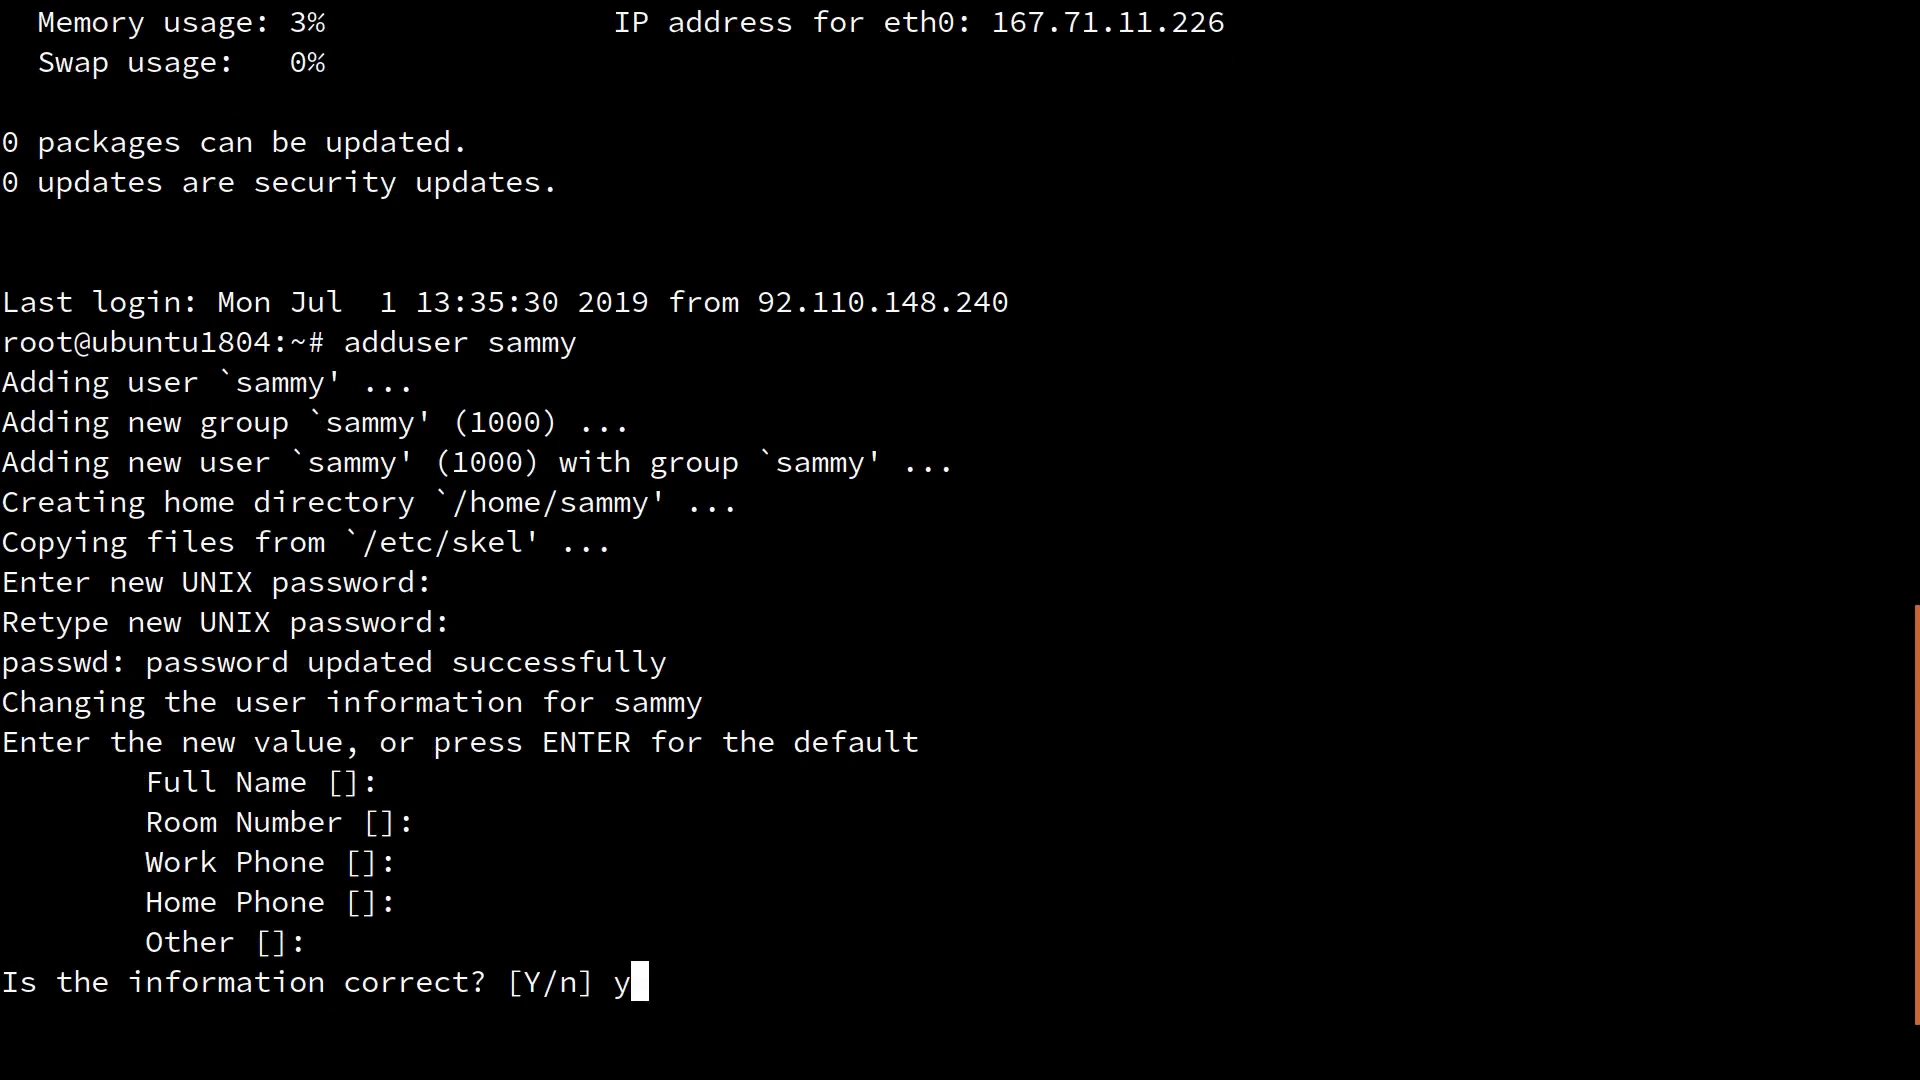 Memory usage: 3%                IP address for eth0: 167.71.11.226
Swap usage:   0%
0 packages can be updated.
0 updates are security updates.
Last login: Mon Jul  1 13:35:30 2019 from 92.110.148.240
root@ubuntu1804:~# adduser sammy
Adding user `sammy' ...
Adding new group `sammy' (1000) ...
Adding new user `sammy' (1000) with group `sammy' ...
Creating home directory `/home/sammy' ...
Copying files from `/etc/skel' ...
Enter new UNIX password:
Retype new UNIX password:
passwd: password updated successfully
Changing the user information for sammy
Enter the new value, or press ENTER for the default
        Full Name []:
        Room Number []:
        Work Phone []:
        Home Phone []:
        Other []:
Is the information correct? [Y/n] y